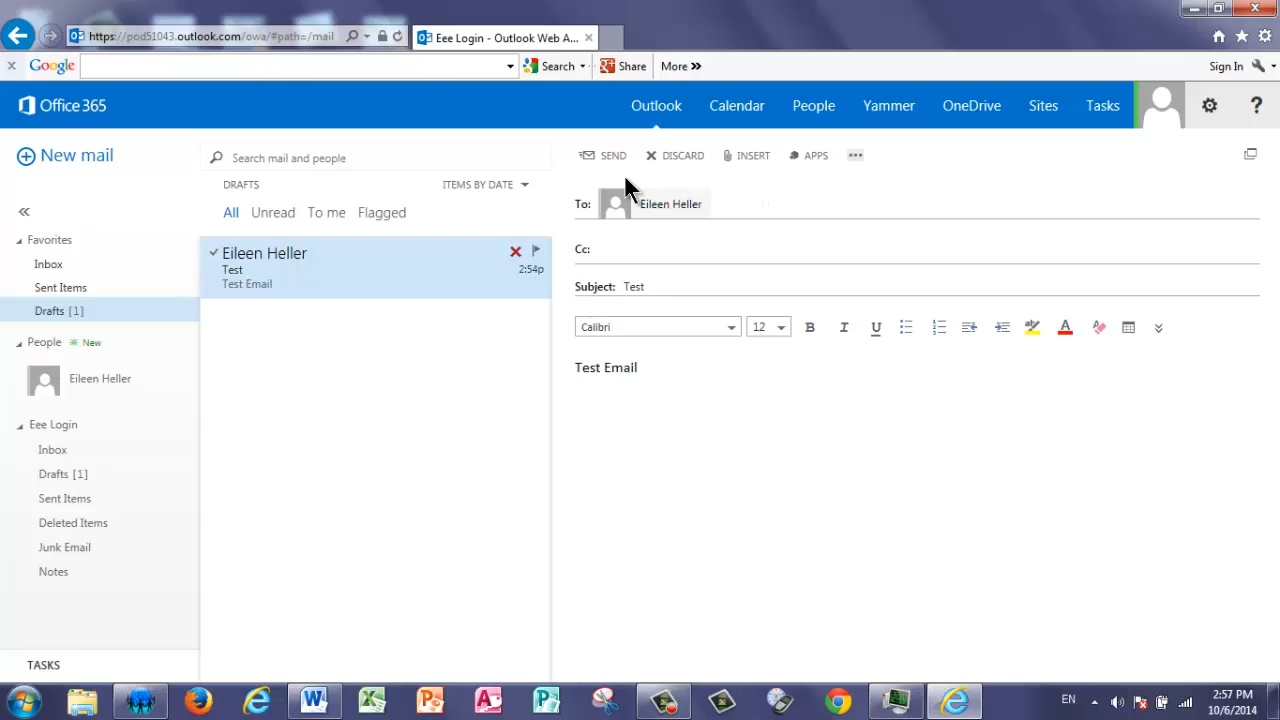 https://pod51043.outlook.com/owa/#path=/mail
Eee Login - Outlook Web A...
Google
Search
Share
More »
Sign In
Office 365
Outlook
Calendar
People
Yammer
OneDrive
Sites
Tasks
?
New mail
Search mail and people
DRAFTS
ITEMS BY DATE
All
Unread
To me
Flagged
Favorites
Inbox
Sent Items
Drafts [1]
People
New
Eileen Heller
Eee Login
Inbox
Drafts [1]
Sent Items
Deleted Items
Junk Email
Notes
TASKS
Eileen Heller
Test
2:54p
Test Email
SEND
DISCARD
INSERT
APPS
To: Eileen Heller
Cc:
Subject: Test
Calibri
12
B
I
U
A
Test Email
EN
2:57 PM
10/6/2014